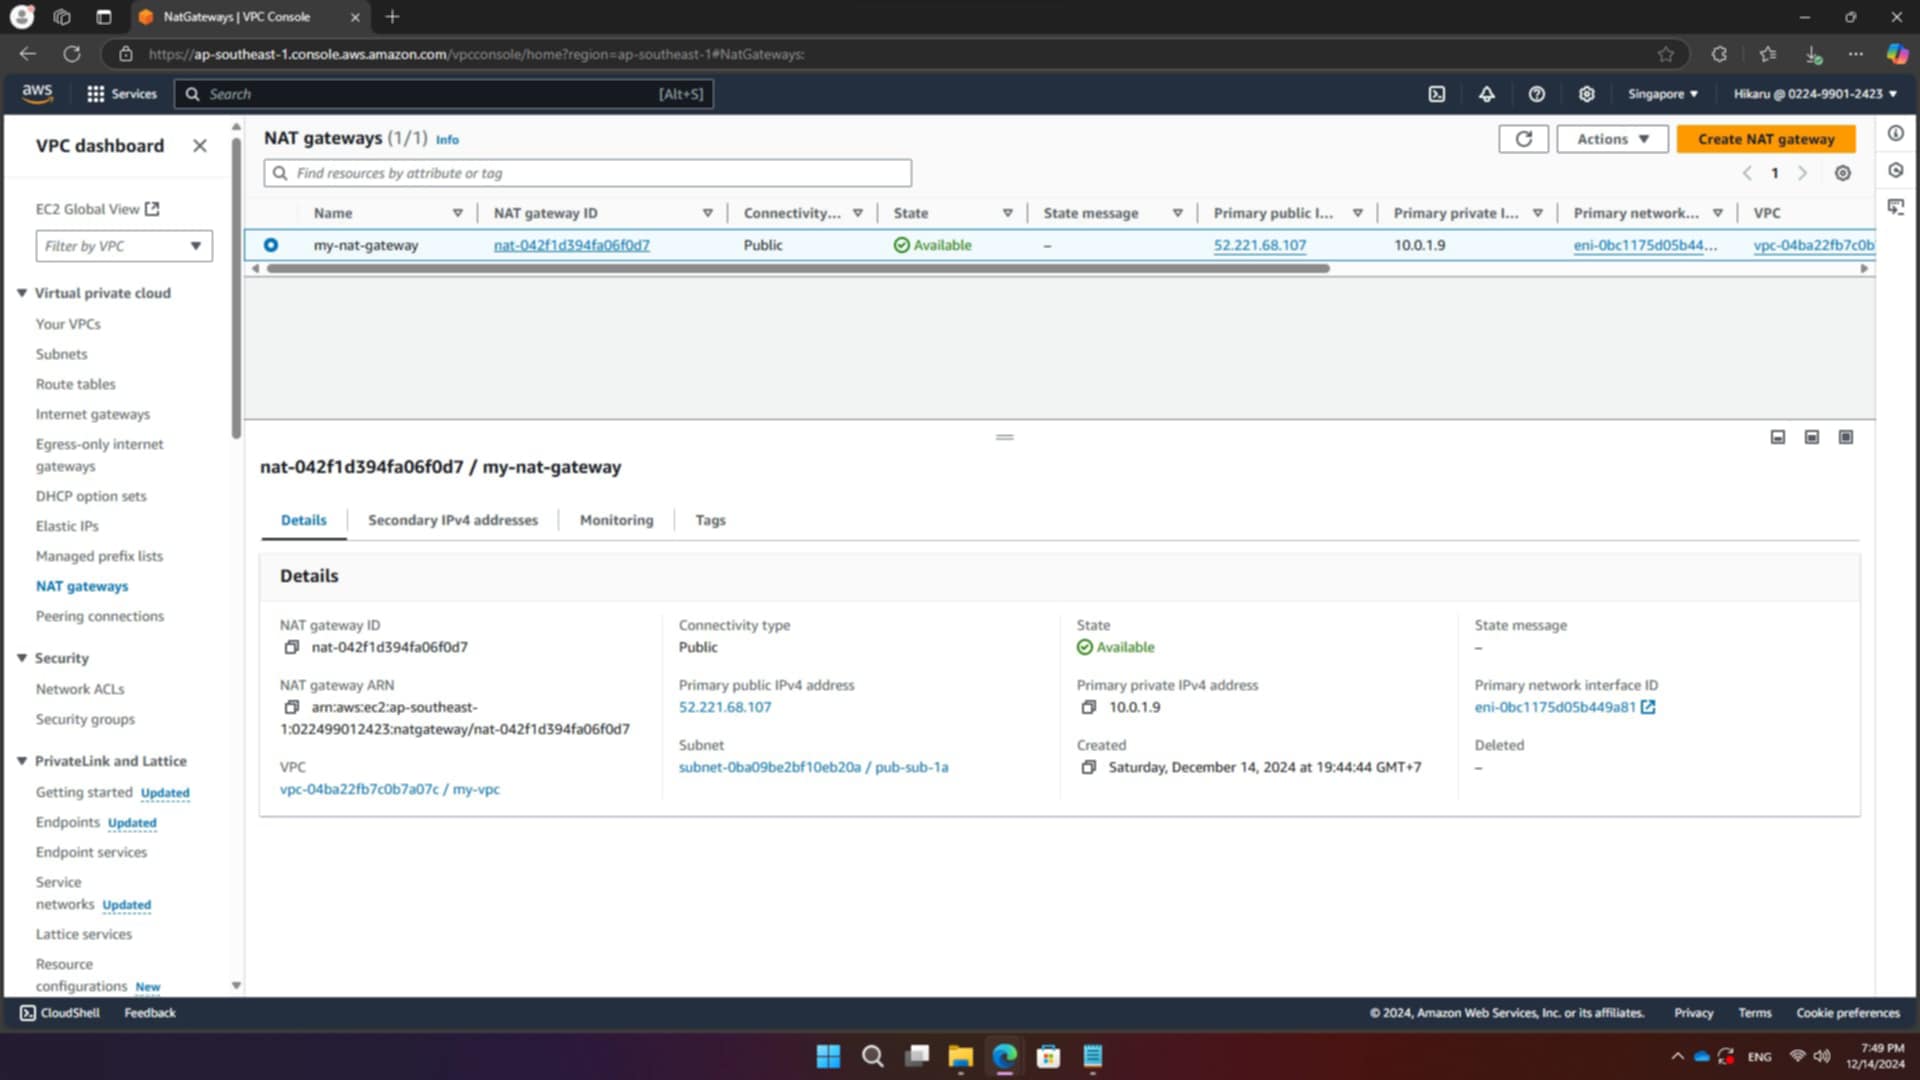 NatGateways | VPC Console
https://ap-southeast-1.console.aws.amazon.com/vpcconsole/home?region=ap-southeast-1#NatGateways:
aws
Services
Search
[Alt+S]
Singapore
Hikaru @ 0224-9901-2423
VPC dashboard
EC2 Global View
Filter by VPC
Virtual private cloud
Your VPCs
Subnets
Route tables
Internet gateways
Egress-only internet
gateways
DHCP option sets
Elastic IPs
Managed prefix lists
NAT gateways
Peering connections
Security
Network ACLs
Security groups
PrivateLink and Lattice
Getting started Updated
Endpoints Updated
Endpoint services
Service
networks Updated
Lattice services
Resource
configurations New
NAT gateways (1/1) Info
Actions
Create NAT gateway
Find resources by attribute or tag
1
Name NAT gateway ID Connectivity... State State message Primary public I... Primary private I... Primary network... VPC
my-nat-gateway nat-042f1d394fa06f0d7 Public Available – 52.221.68.107 10.0.1.9 eni-0bc1175d05b44... vpc-04ba22fb7c0b
nat-042f1d394fa06f0d7 / my-nat-gateway
Details Secondary IPv4 addresses Monitoring Tags
Details
NAT gateway ID
nat-042f1d394fa06f0d7
NAT gateway ARN
arn:aws:ec2:ap-southeast-
1:022499012423:natgateway/nat-042f1d394fa06f0d7
VPC
vpc-04ba22fb7c0b7a07c / my-vpc
Connectivity type
Public
Primary public IPv4 address
52.221.68.107
Subnet
subnet-0ba09be2bf10eb20a / pub-sub-1a
State
Available
Primary private IPv4 address
10.0.1.9
Created
Saturday, December 14, 2024 at 19:44:44 GMT+7
State message
–
Primary network interface ID
eni-0bc1175d05b449a81
Deleted
–
CloudShell
Feedback
© 2024, Amazon Web Services, Inc. or its affiliates.
Privacy
Terms
Cookie preferences
ENG
7:49 PM
12/14/2024